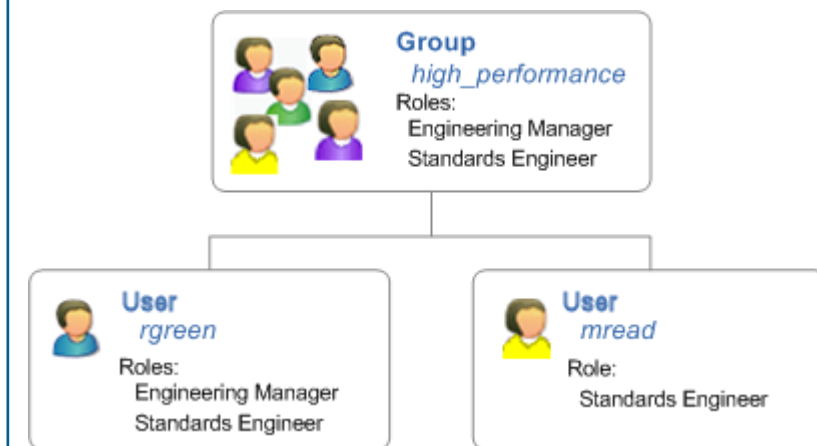 Group
high_performance
Roles:
Engineering Manager
Standards Engineer
User
rgreen
Roles:
Engineering Manager
Standards Engineer
User
mread
Role:
Standards Engineer